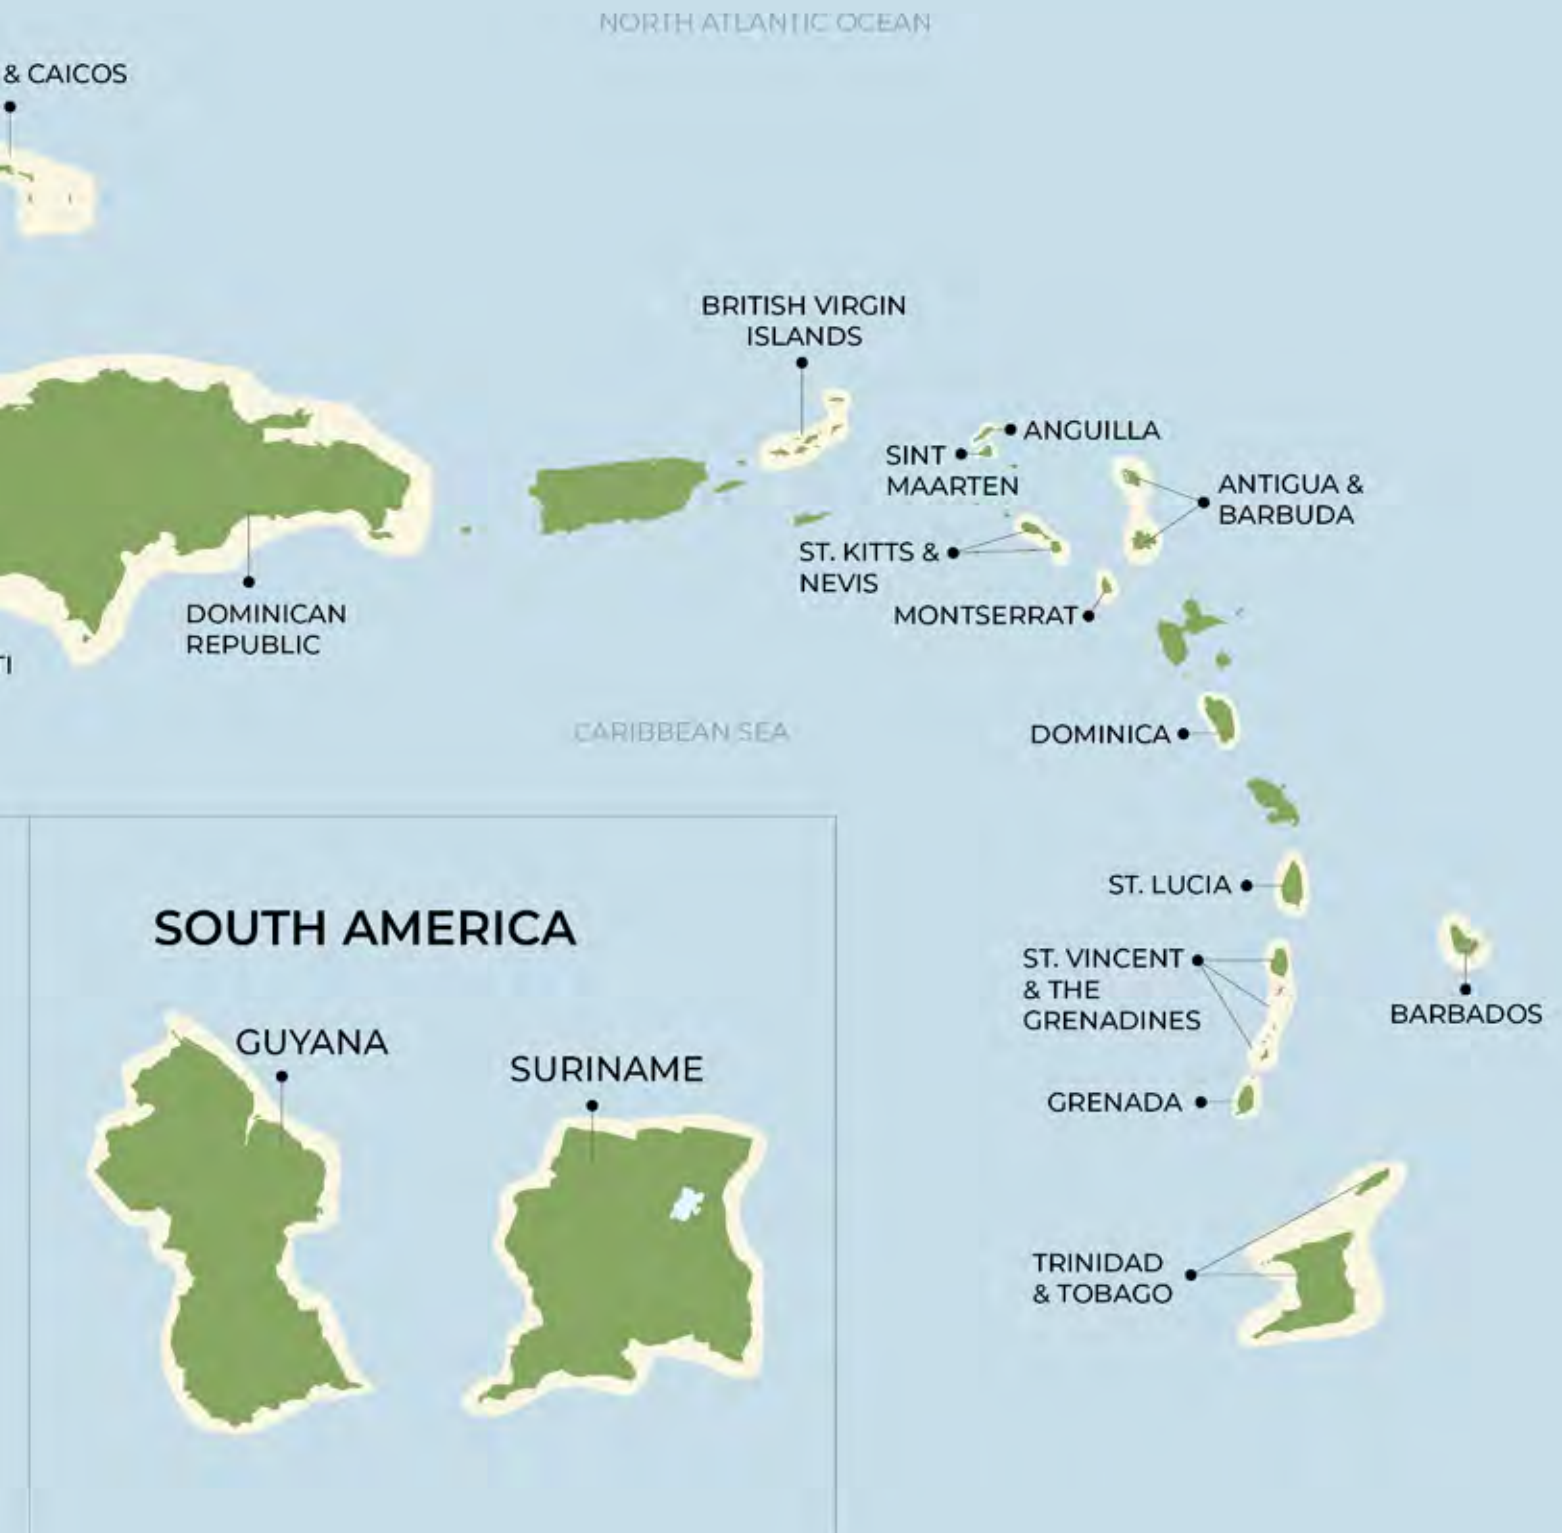 NORTH ATLANTIC OCEAN
& CAICOS
BRITISH VIRGIN
ISLANDS
ANGUILLA
SINT
MAARTEN
ANTIGUA &
BARBUDA
ST. KITTS &
NEVIS
MONTSERRAT
DOMINICAN
REPUBLIC
TI
CARIBBEAN SEA
DOMINICA
ST. LUCIA
SOUTH AMERICA
ST. VINCENT
& THE
GRENADINES
BARBADOS
GUYANA
SURINAME
GRENADA
TRINIDAD
& TOBAGO